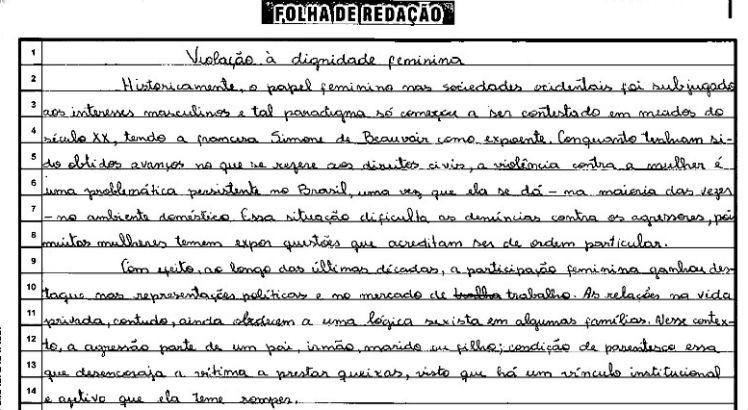 FOLHA DE REDAÇÃO
1 Violação à dignidade feminina
2 Historicamente, o papel feminino nas sociedades ocidentais foi subjugado
3 aos interesses masculinos e tal paradigma só começou a ser contestado em meados do
4 século XX, tendo a francesa Simone de Beauvoir como expoente. Conquanto tenham si-
5 do obtidos avanços no que se refere aos direitos civis, a violência contra a mulher é
6 uma problemática persistente no Brasil, uma vez que ela se dá – na maioria das vezes
7 – no ambiente doméstico. Essa situação dificulta as denúncias contra os agressores, pois
8 muitas mulheres temem expor questões que acreditam ser de ordem particular.
9 Com efeito, ao longo das últimas décadas, a participação feminina ganhou des-
10 taque nas representações políticas e no mercado de trabalho. As relações na vida
11 privada, contudo, ainda obedecem a uma lógica sexista em algumas famílias. Nesse contex-
12 to, a agressão parte de um pai, irmão, marido ou filho; condição de parentesco essa
13 que desencoraja a vítima a prestar queixas, visto que há um vínculo institucional
14 e afetivo que ela teme romper.